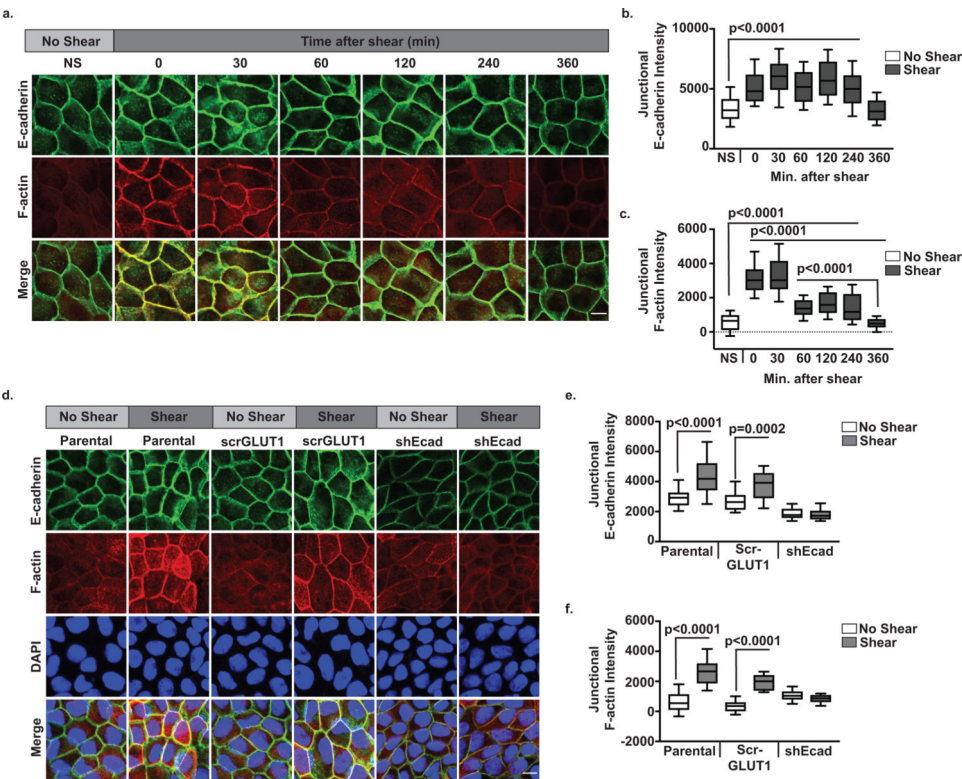 a.
No Shear Time after shear (min)
NS 0 30 60 120 240 360
E-cadherin
F-actin
Merge
b.
p<0.0001
No Shear
Shear
Junctional
E-cadherin Intensity
10000
5000
0
NS 0 30 60 120 240 360
Min. after shear
c.
p<0.0001
p<0.0001
p<0.0001
No Shear
Shear
Junctional
F-actin Intensity
6000
4000
2000
0
NS 0 30 60 120 240 360
Min. after shear
d.
No Shear Shear No Shear Shear No Shear Shear
Parental Parental scrGLUT1 scrGLUT1 shEcad shEcad
E-cadherin
F-actin
DAPI
Merge
e.
p<0.0001
p=0.0002
No Shear
Shear
Junctional
E-cadherin Intensity
8000
6000
4000
2000
0
Parental Scr- shEcad
GLUT1
f.
p<0.0001
p<0.0001
No Shear
Shear
Junctional
F-actin Intensity
6000
4000
2000
0
-2000
Parental Scr- shEcad
GLUT1